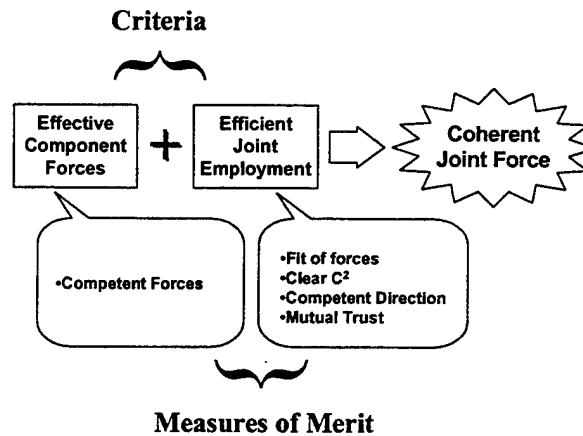 Criteria
Effective
Component
Forces
+
Efficient
Joint
Employment
Coherent
Joint Force
•Competent Forces
•Fit of forces
•Clear C²
•Competent Direction
•Mutual Trust
Measures of Merit